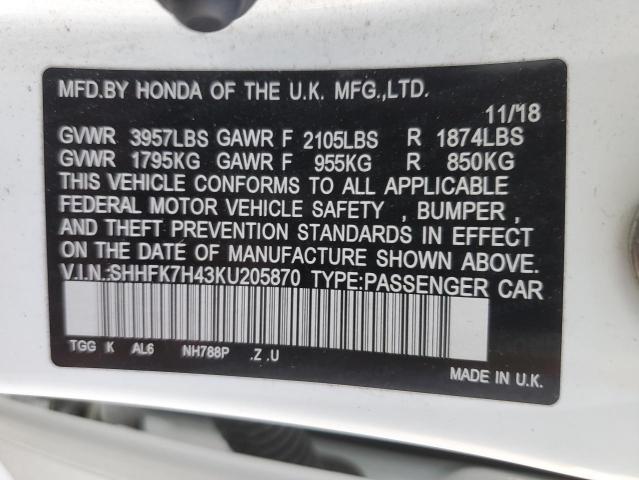 MFD.BY HONDA OF THE U.K. MFG.,LTD.
11/18
GVWR 3957LBS GAWR F 2105LBS R 1874LBS
GVWR 1795KG GAWR F 955KG R 850KG
THIS VEHICLE CONFORMS TO ALL APPLICABLE
FEDERAL MOTOR VEHICLE SAFETY , BUMPER ,
AND THEFT PREVENTION STANDARDS IN EFFECT
ON THE DATE OF MANUFACTURE SHOWN ABOVE.
V.I.N.:SHHFK7H43KU205870 TYPE:PASSENGER CAR
TGG K AL6 NH788P .Z .U
MADE IN U.K.